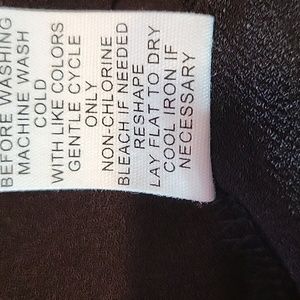 BEFORE WASHING
MACHINE WASH
COLD
WITH LIKE COLORS
GENTLE CYCLE
ONLY
NON-CHLORINE
BLEACH IF NEEDED
RESHAPE
LAY FLAT TO DRY
COOL IRON IF
NECESSARY